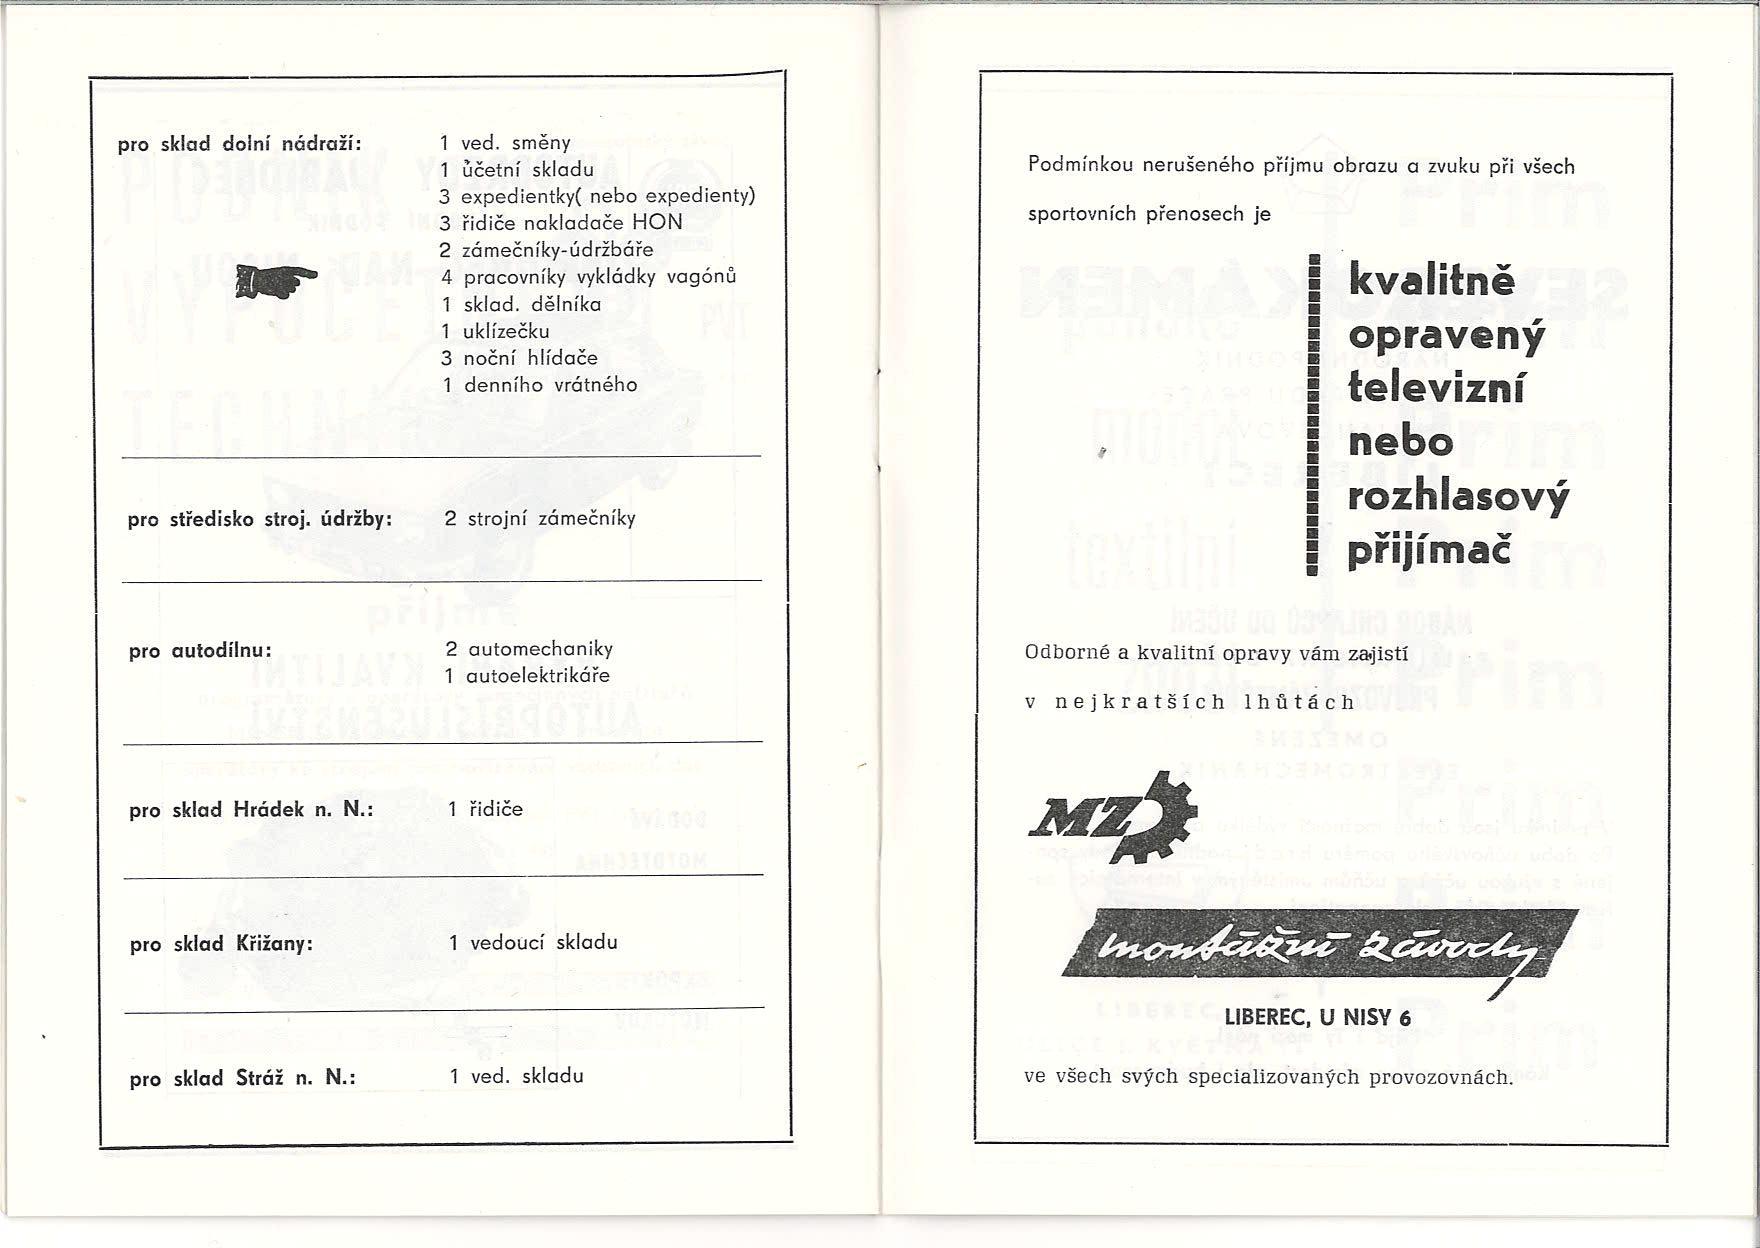 pro sklad dolní nádraží: 1 ved. směny
1 účetní skladu
3 expedientky( nebo expedienty)
3 řidiče nakladače HON
2 zámečníky-údržbáře
4 pracovníky vykládky vagónů
1 sklad. dělníka
1 uklízečku
3 noční hlídače
1 denního vrátného
pro středisko stroj. údržby: 2 strojní zámečníky
pro autodílnu: 2 automechaniky
1 autoelektrikáře
pro sklad Hrádek n. N.: 1 řidiče
pro sklad Křižany: 1 vedoucí skladu
pro sklad Stráž n. N.: 1 ved. skladu
Podmínkou nerušeného příjmu obrazu a zvuku při všech
sportovních přenosech je
kvalitně
opravený
televizní
nebo
rozhlasový
přijímač
Odborné a kvalitní opravy vám zajistí
v nejkratších lhůtách
MZ
montážní závody
LIBEREC, U NISY 6
ve všech svých specializovaných provozovnách.